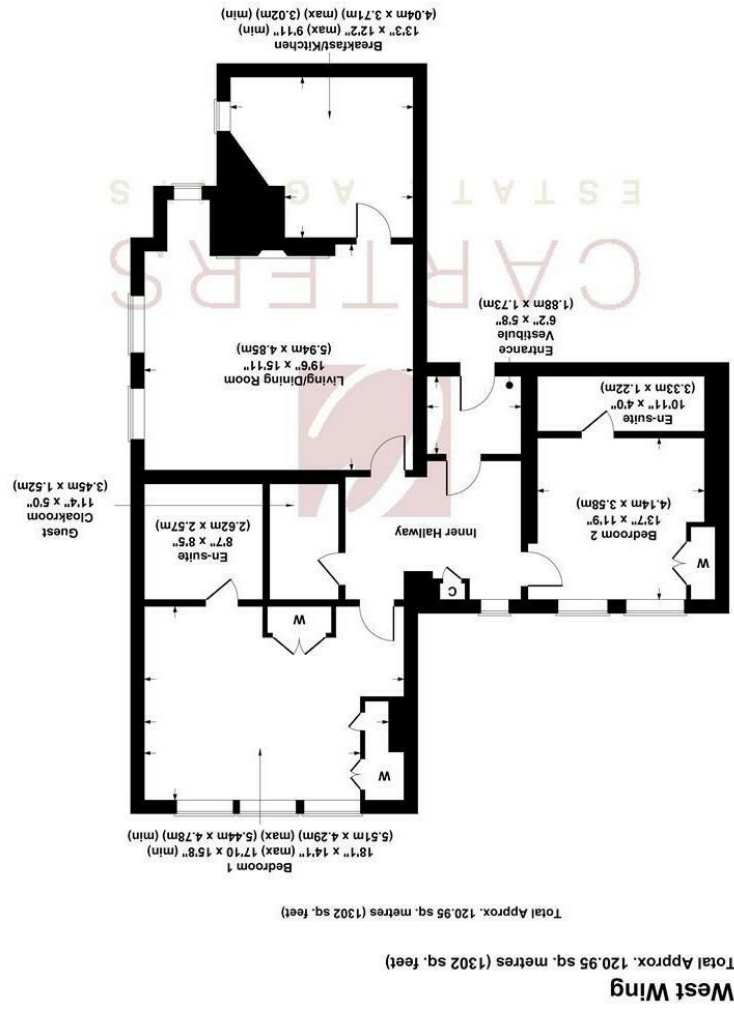 West Wing
Total Approx. 120.95 sq. metres (1302 sq. feet)
Total Approx. 120.95 sq. metres (1302 sq. feet)
Bedroom 1
18'1" x 14'1" (max) 17'10 x 15'8" (min)
(5.51m x 4.29m) (max) (5.44m x 4.78m) (min)
W
W
W
C
Bedroom 2
13'7" x 11'9"
(4.14m x 3.58m)
En-suite
10'11" x 4'0"
(3.33m x 1.22m)
Inner Hallway
En-suite
8'7" x 8'5"
(2.62m x 2.57m)
Guest
Cloakroom
11'4" x 5'0"
(3.45m x 1.52m)
Living/Dining Room
19'6" x 15'11"
(5.94m x 4.85m)
Entrance
Vestibule
6'2" x 5'8"
(1.88m x 1.73m)
CARTERS
ESTATE AGENTS
Breakfast/Kitchen
13'3" x 12'2" (max) 9'11" (min)
(4.04m x 3.71m) (max) (3.02m) (min)